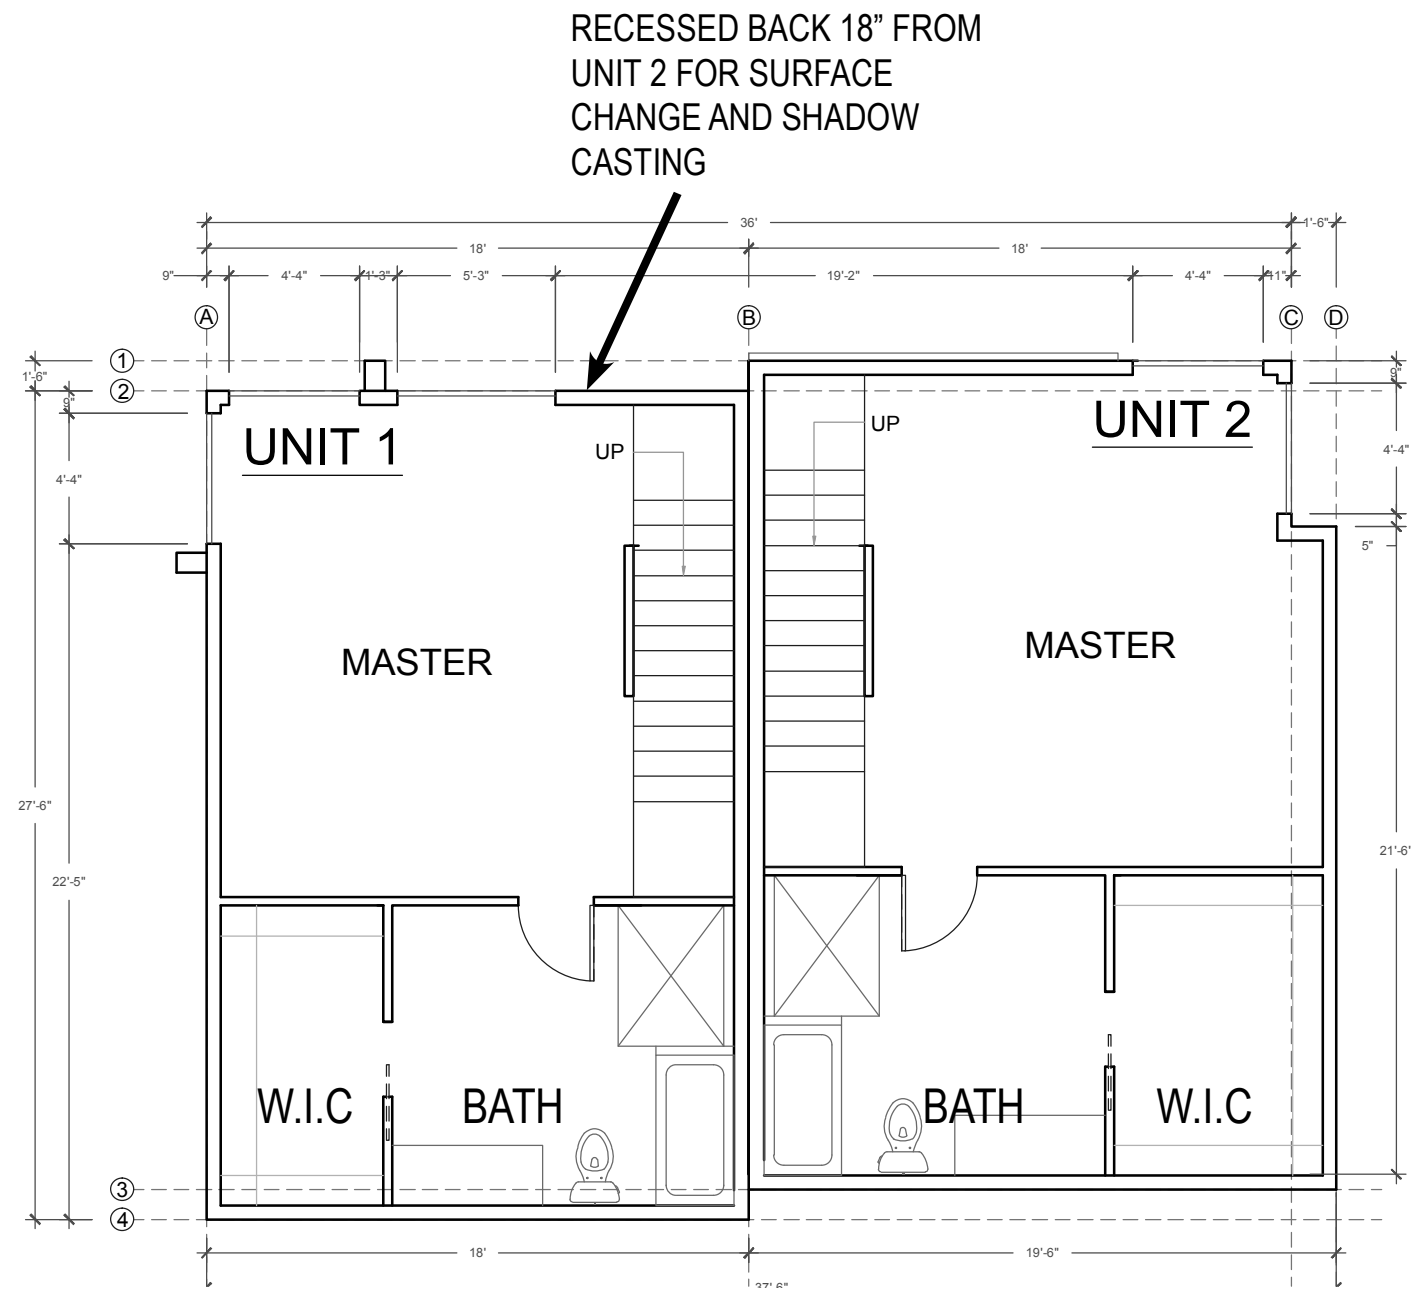 RECESSED BACK 18” FROM
UNIT 2 FOR SURFACE
CHANGE AND SHADOW
CASTING
36'
1'-6"
18'
18'
9"
4'-4"
1'-3"
5'-3"
19'-2"
4'-4"
11"
A
B
C
D
1
1'-6"
2
9"
9"
UNIT 1
UP
UP
UNIT 2
4'-4"
4'-4"
5"
MASTER
MASTER
27'-6"
22'-5"
21'-6'
W.I.C
BATH
BATH
W.I.C
3
4
18'
19'-6"
37'-6"